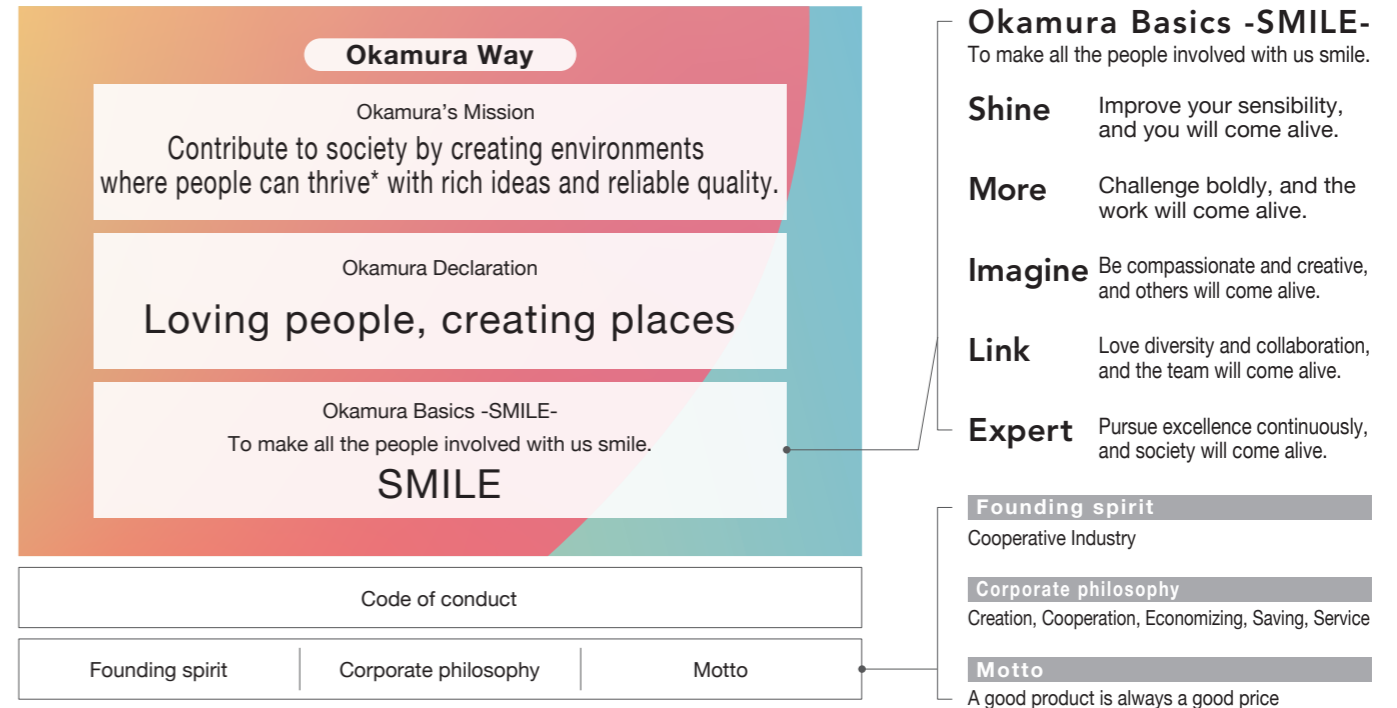 Okamura Way
Okamura's Mission
Contribute to society by creating environments
where people can thrive* with rich ideas and reliable quality.
Okamura Declaration
Loving people, creating places
Okamura Basics -SMILE-
To make all the people involved with us smile.
SMILE
Code of conduct
Founding spirit
Corporate philosophy
Motto
Okamura Basics -SMILE-
To make all the people involved with us smile.
Shine
Improve your sensibility,
and you will come alive.
More
Challenge boldly, and the
work will come alive.
Imagine
Be compassionate and creative,
and others will come alive.
Link
Love diversity and collaboration,
and the team will come alive.
Expert
Pursue excellence continuously,
and society will come alive.
Founding spirit
Cooperative Industry
Corporate philosophy
Creation, Cooperation, Economizing, Saving, Service
Motto
A good product is always a good price